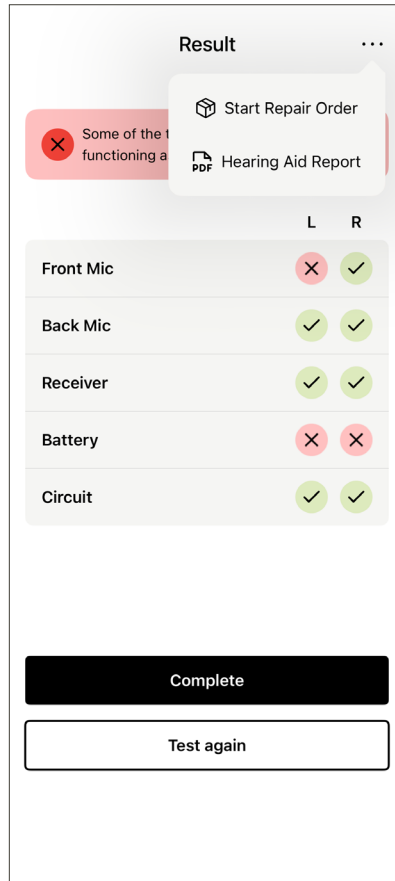 Result
Start Repair Order
Some of the
functioning
PDF Hearing Aid Report
L R
Front Mic
Back Mic
Receiver
Battery
Circuit
Complete
Test again